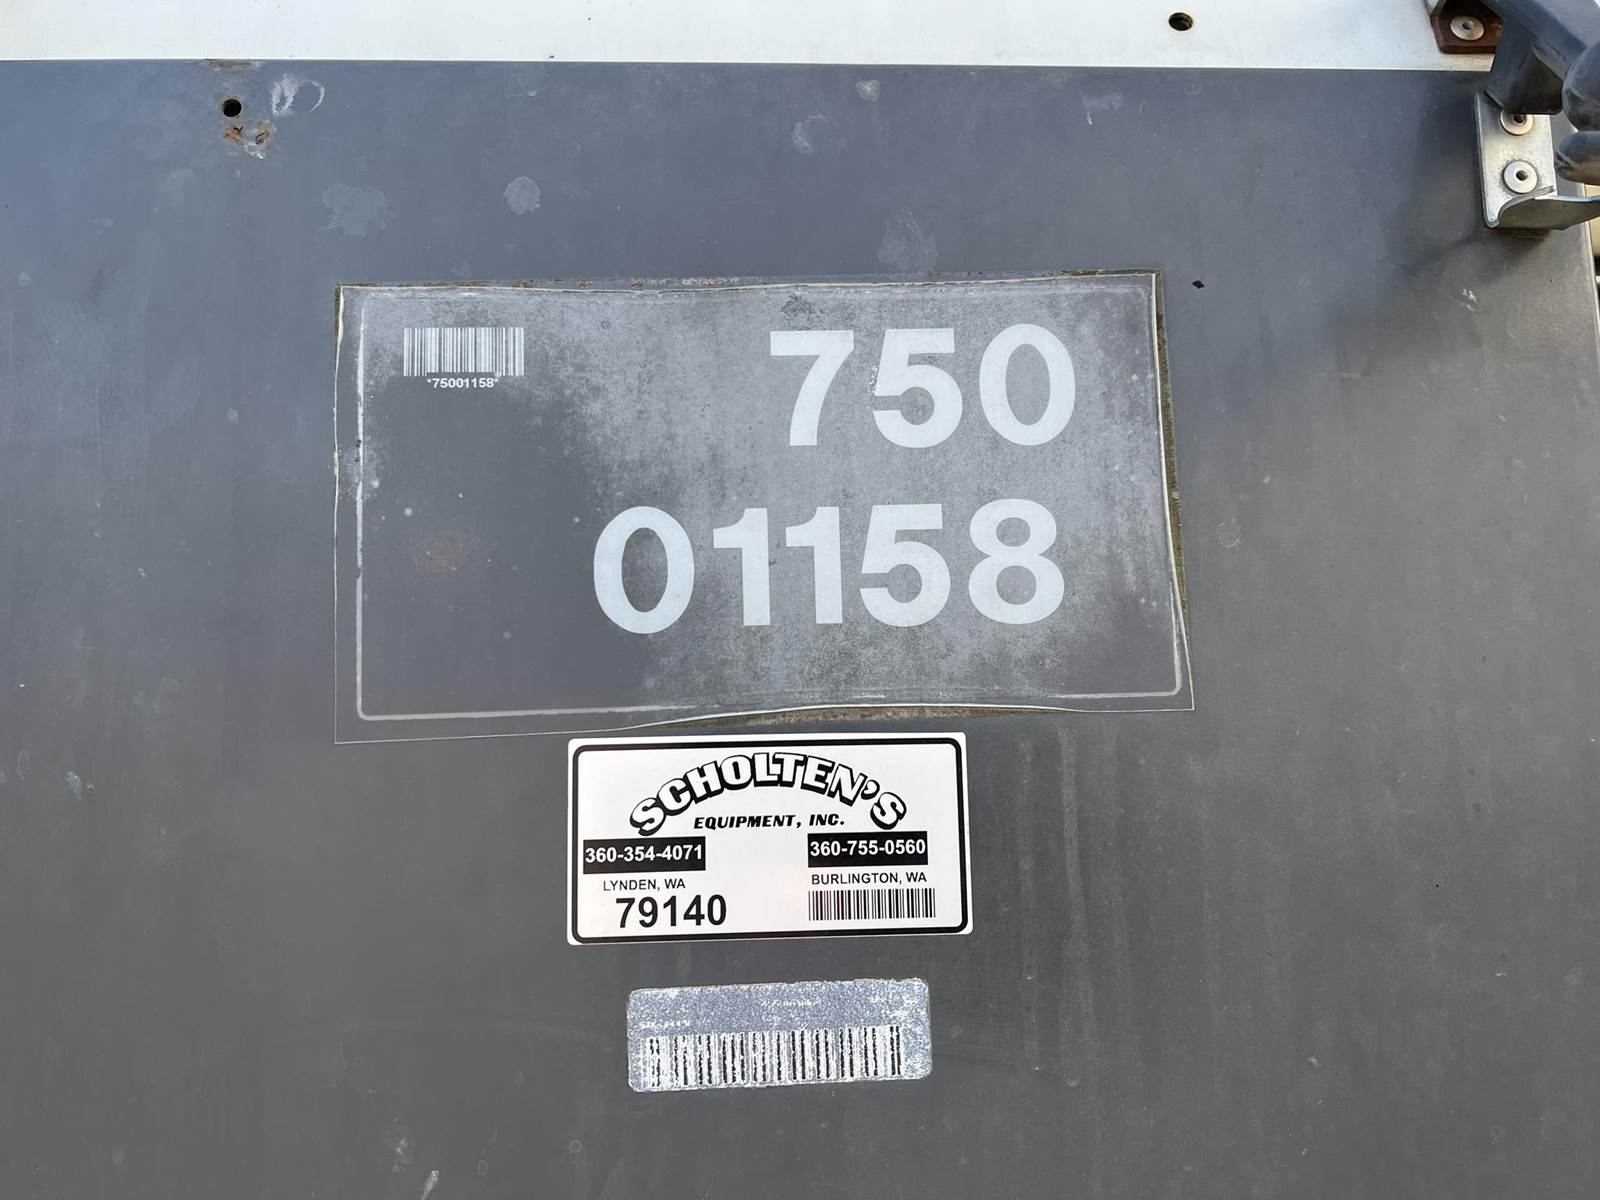 750
*75001158*
01158
SCHOLTEN'S
EQUIPMENT, INC.
360-354-4071 360-755-0560
LYNDEN, WA BURLINGTON, WA
79140